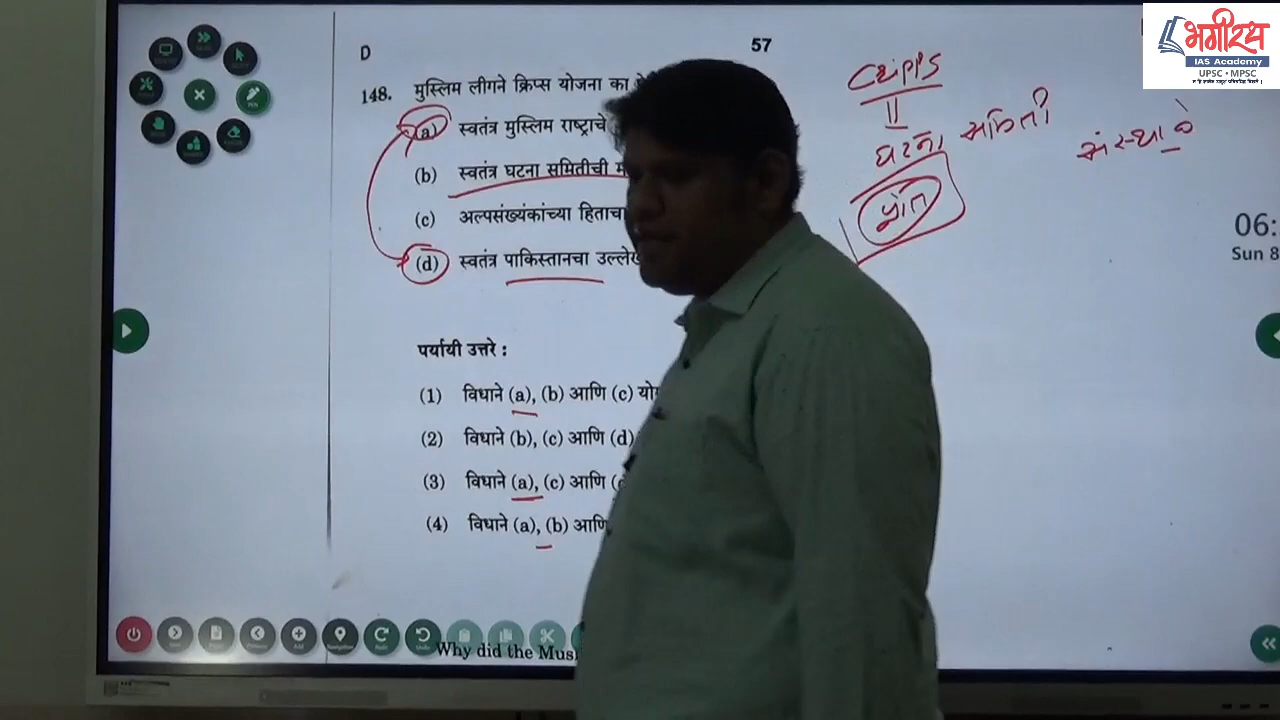 D
57
148. मुस्लिम लीगने क्रिप्स योजना का
(a) स्वतंत्र मुस्लिम राष्ट्राचे
(b) स्वतंत्र घटना समितीची
(c) अल्पसंख्यंकांच्या हिताचा
(d) स्वतंत्र पाकिस्तानचा उल्लेख
पर्यायी उत्तरे :
(1) विधाने (a), (b) आणि (c)
(2) विधाने (b), (c) आणि (d)
(3) विधाने (a), (c) आणि
(4) विधाने (a), (b) आणि
Why did the
Cripps
घटना समिती
प्रांत
संस्थाने
06:
Sun 8
भगीरथ
IAS Academy
UPSC • MPSC